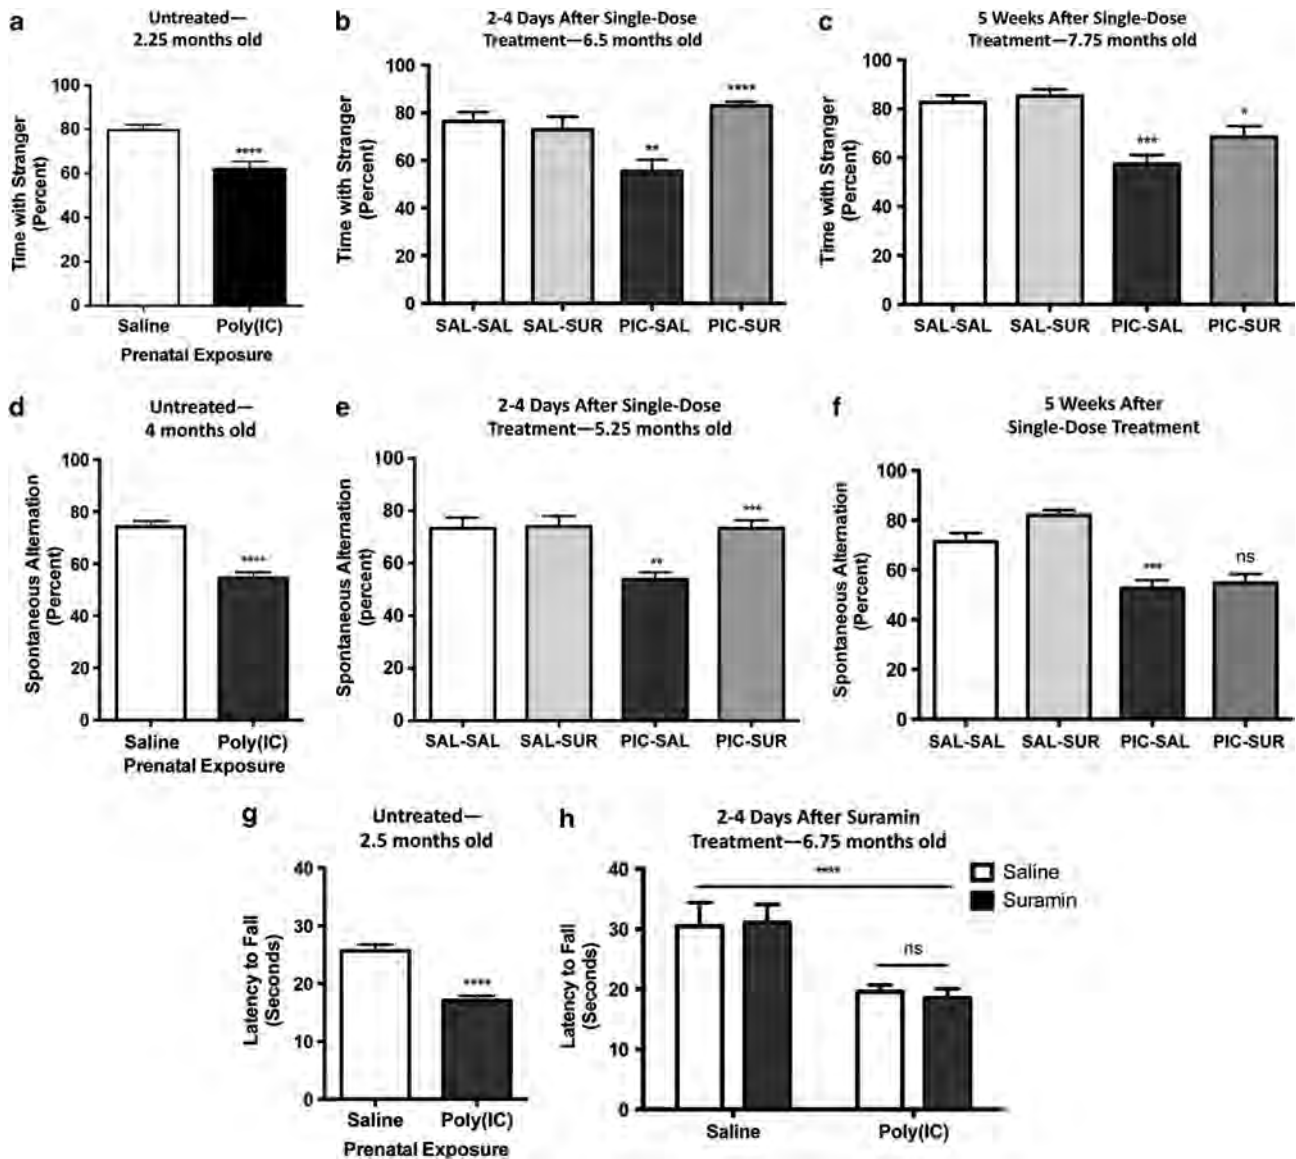 a
Untreated—
2.25 months old
Time with Stranger
(Percent)
100
80
60
40
20
0
Saline
Poly(IC)
Prenatal Exposure
****
b
2-4 Days After Single-Dose
Treatment—6.5 months old
Time with Stranger
(Percent)
100
80
60
40
20
0
**
****
SAL-SAL
SAL-SUR
PIC-SAL
PIC-SUR
c
5 Weeks After Single-Dose
Treatment—7.75 months old
Time with Stranger
(Percent)
100
80
60
40
20
0
***
*
SAL-SAL
SAL-SUR
PIC-SAL
PIC-SUR
d
Untreated—
4 months old
Spontaneous Alternation
(Percent)
100
80
60
40
20
0
****
Saline
Poly(IC)
Prenatal Exposure
e
2-4 Days After Single-Dose
Treatment—5.25 months old
Spontaneous Alternation
(percent)
100
80
60
40
20
0
**
***
SAL-SAL
SAL-SUR
PIC-SAL
PIC-SUR
f
5 Weeks After
Single-Dose Treatment
Spontaneous Alternation
(Percent)
100
80
60
40
20
0
***
ns
SAL-SAL
SAL-SUR
PIC-SAL
PIC-SUR
g
Untreated—
2.5 months old
Latency to Fall
(Seconds)
40
30
20
10
0
****
Saline
Poly(IC)
Prenatal Exposure
h
2-4 Days After Suramin
Treatment—6.75 months old
Latency to Fall
(Seconds)
40
30
20
10
0
****
ns
Saline
Poly(IC)
Saline
Suramin